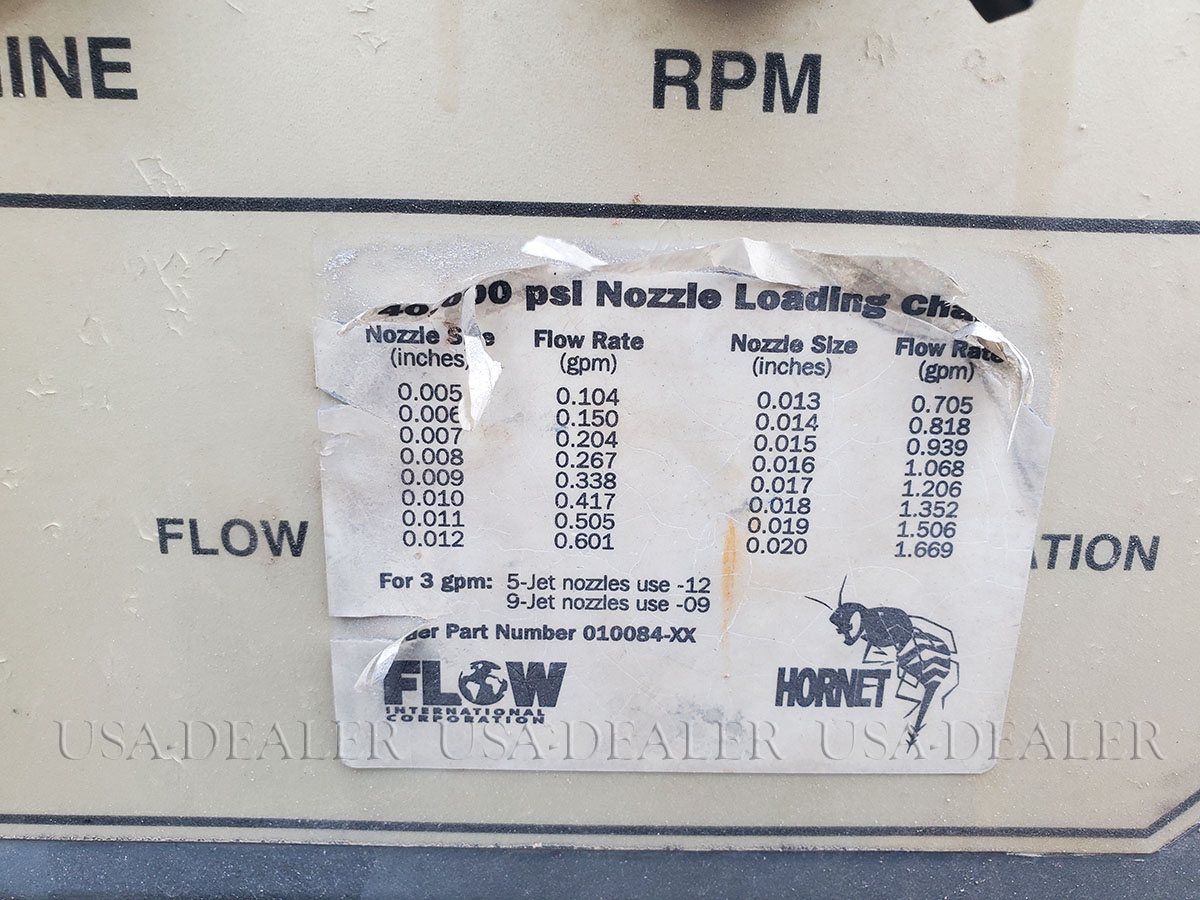 RPM
psi Nozzle Loading
Nozzle Flow Rate Nozzle Size Flow Rate
(inches) (gpm) (inches) (gpm)
0.005 0.104 0.013 0.705
0.006 0.150 0.014 0.818
0.007 0.204 0.015 0.939
0.008 0.267 0.016 1.068
0.009 0.338 0.017 1.206
0.010 0.417 0.018 1.352
0.011 0.505 0.019 1.506
0.012 0.601 0.020 1.669
FLOW
For 3 gpm: 5-Jet nozzles use -12
9-Jet nozzles use -09
Part Number 010084-XX
FLOW
INTERNATIONAL
CORPORATION
HORNET
USA-DEALER USA-DEALER USA-DEALER